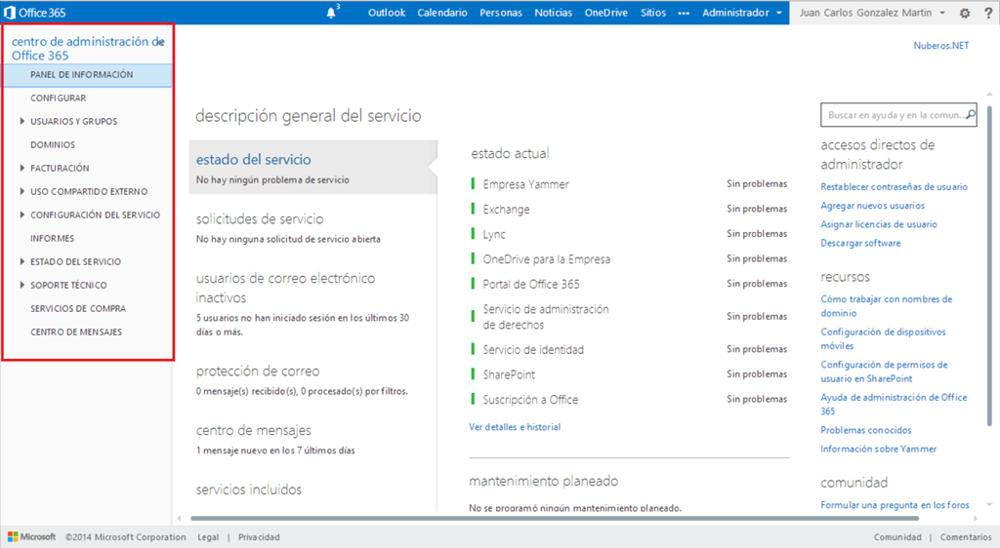 Office 365
3
Outlook Calendario Personas Noticias OneDrive Sitios ••• Administrador
Juan Carlos Gonzalez Martin
?
centro de administración de
Office 365
PANEL DE INFORMACIÓN
CONFIGURAR
USUARIOS Y GRUPOS
DOMINIOS
FACTURACIÓN
USO COMPARTIDO EXTERNO
CONFIGURACIÓN DEL SERVICIO
INFORMES
ESTADO DEL SERVICIO
SOPORTE TÉCNICO
SERVICIOS DE COMPRA
CENTRO DE MENSAJES
Nuberos.NET
descripción general del servicio
estado del servicio
No hay ningún problema de servicio
solicitudes de servicio
No hay ninguna solicitud de servicio abierta
usuarios de correo electrónico
inactivos
5 usuarios no han iniciado sesión en los últimos 30
días o más.
protección de correo
0 mensaje(s) recibido(s), 0 procesado(s) por filtros.
centro de mensajes
1 mensaje nuevo en los 7 últimos días
servicios incluidos
estado actual
Empresa Yammer Sin problemas
Exchange Sin problemas
Lync Sin problemas
OneDrive para la Empresa Sin problemas
Portal de Office 365 Sin problemas
Servicio de administración
de derechos Sin problemas
Servicio de identidad Sin problemas
SharePoint Sin problemas
Suscripción a Office Sin problemas
Ver detalles e historial
mantenimiento planeado
No se programó ningún mantenimiento planeado.
Buscar en ayuda y en la comun...
accesos directos de
administrador
Restablecer contraseñas de usuario
Agregar nuevos usuarios
Asignar licencias de usuario
Descargar software
recursos
Cómo trabajar con nombres de
dominio
Configuración de dispositivos
móviles
Configuración de permisos de
usuario en SharePoint
Ayuda de administración de Office
365
Problemas conocidos
Información sobre Yammer
comunidad
Formular una pregunta en los foros
Microsoft ©2014 Microsoft Corporation Legal | Privacidad
Comunidad | Comentarios